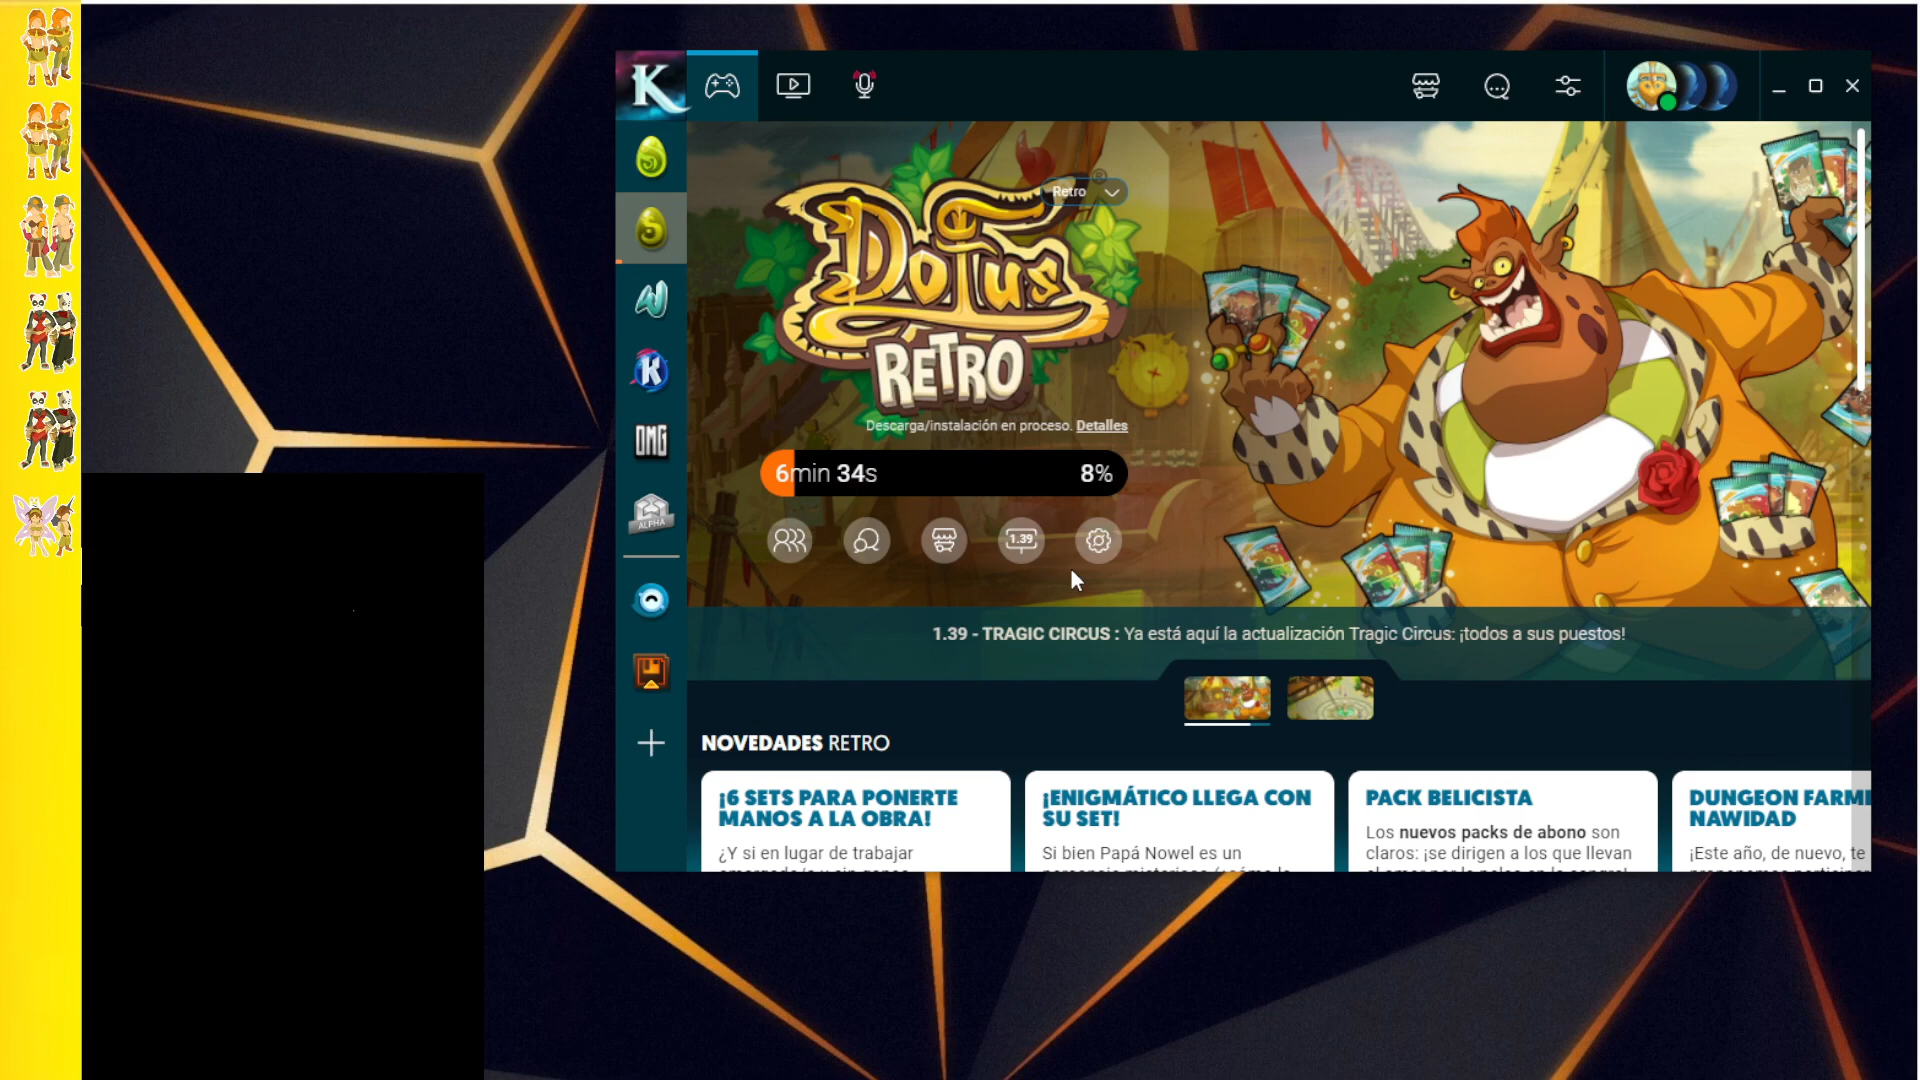 K
Retro
Dofus
RETRO
Descarga/instalación en proceso. Detalles
6min 34s
8%
1.39
K
OMG
ALPHA
1.39 - TRAGIC CIRCUS : Ya está aquí la actualización Tragic Circus: ¡todos a sus puestos!
NOVEDADES RETRO
¡6 SETS PARA PONERTE
MANOS A LA OBRA!
¿Y si en lugar de trabajar
¡ENIGMÁTICO LLEGA CON
SU SET!
Si bien Papá Nowel es un
PACK BELICISTA
Los nuevos packs de abono son
claros: ¡se dirigen a los que llevan
DUNGEON FARMI
NAWIDAD
¡Este año, de nuevo, te